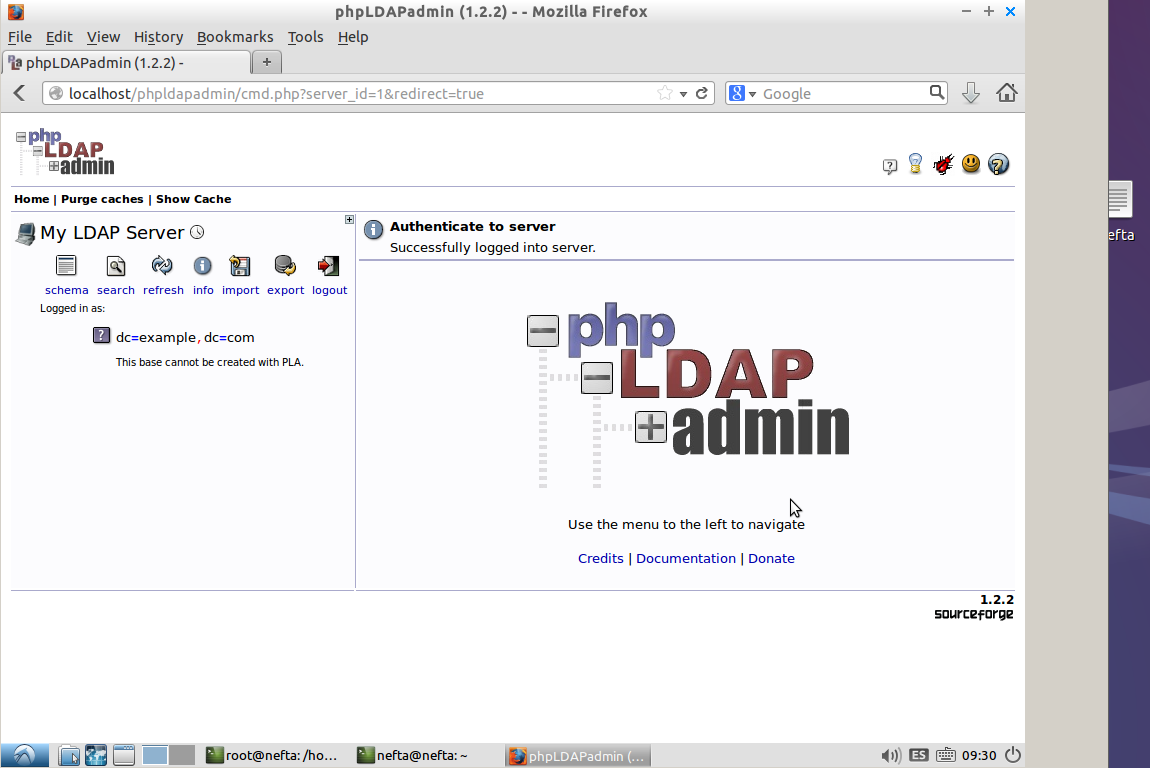 phpLDAPadmin (1.2.2) - - Mozilla Firefox
File Edit View History Bookmarks Tools Help
phpLDAPadmin (1.2.2) -
localhost/phpldapadmin/cmd.php?server_id=1&redirect=true
Google
php
LDAP
admin
Home | Purge caches | Show Cache
My LDAP Server
schema search refresh info import export logout
Logged in as:
dc=example, dc=com
This base cannot be created with PLA.
Authenticate to server
Successfully logged into server.
php
LDAP
admin
Use the menu to the left to navigate
Credits | Documentation | Donate
1.2.2
sourceforge
efta
root@nefta: /ho...
nefta@nefta: ~
phpLDAPadmin (...
ES
09:30